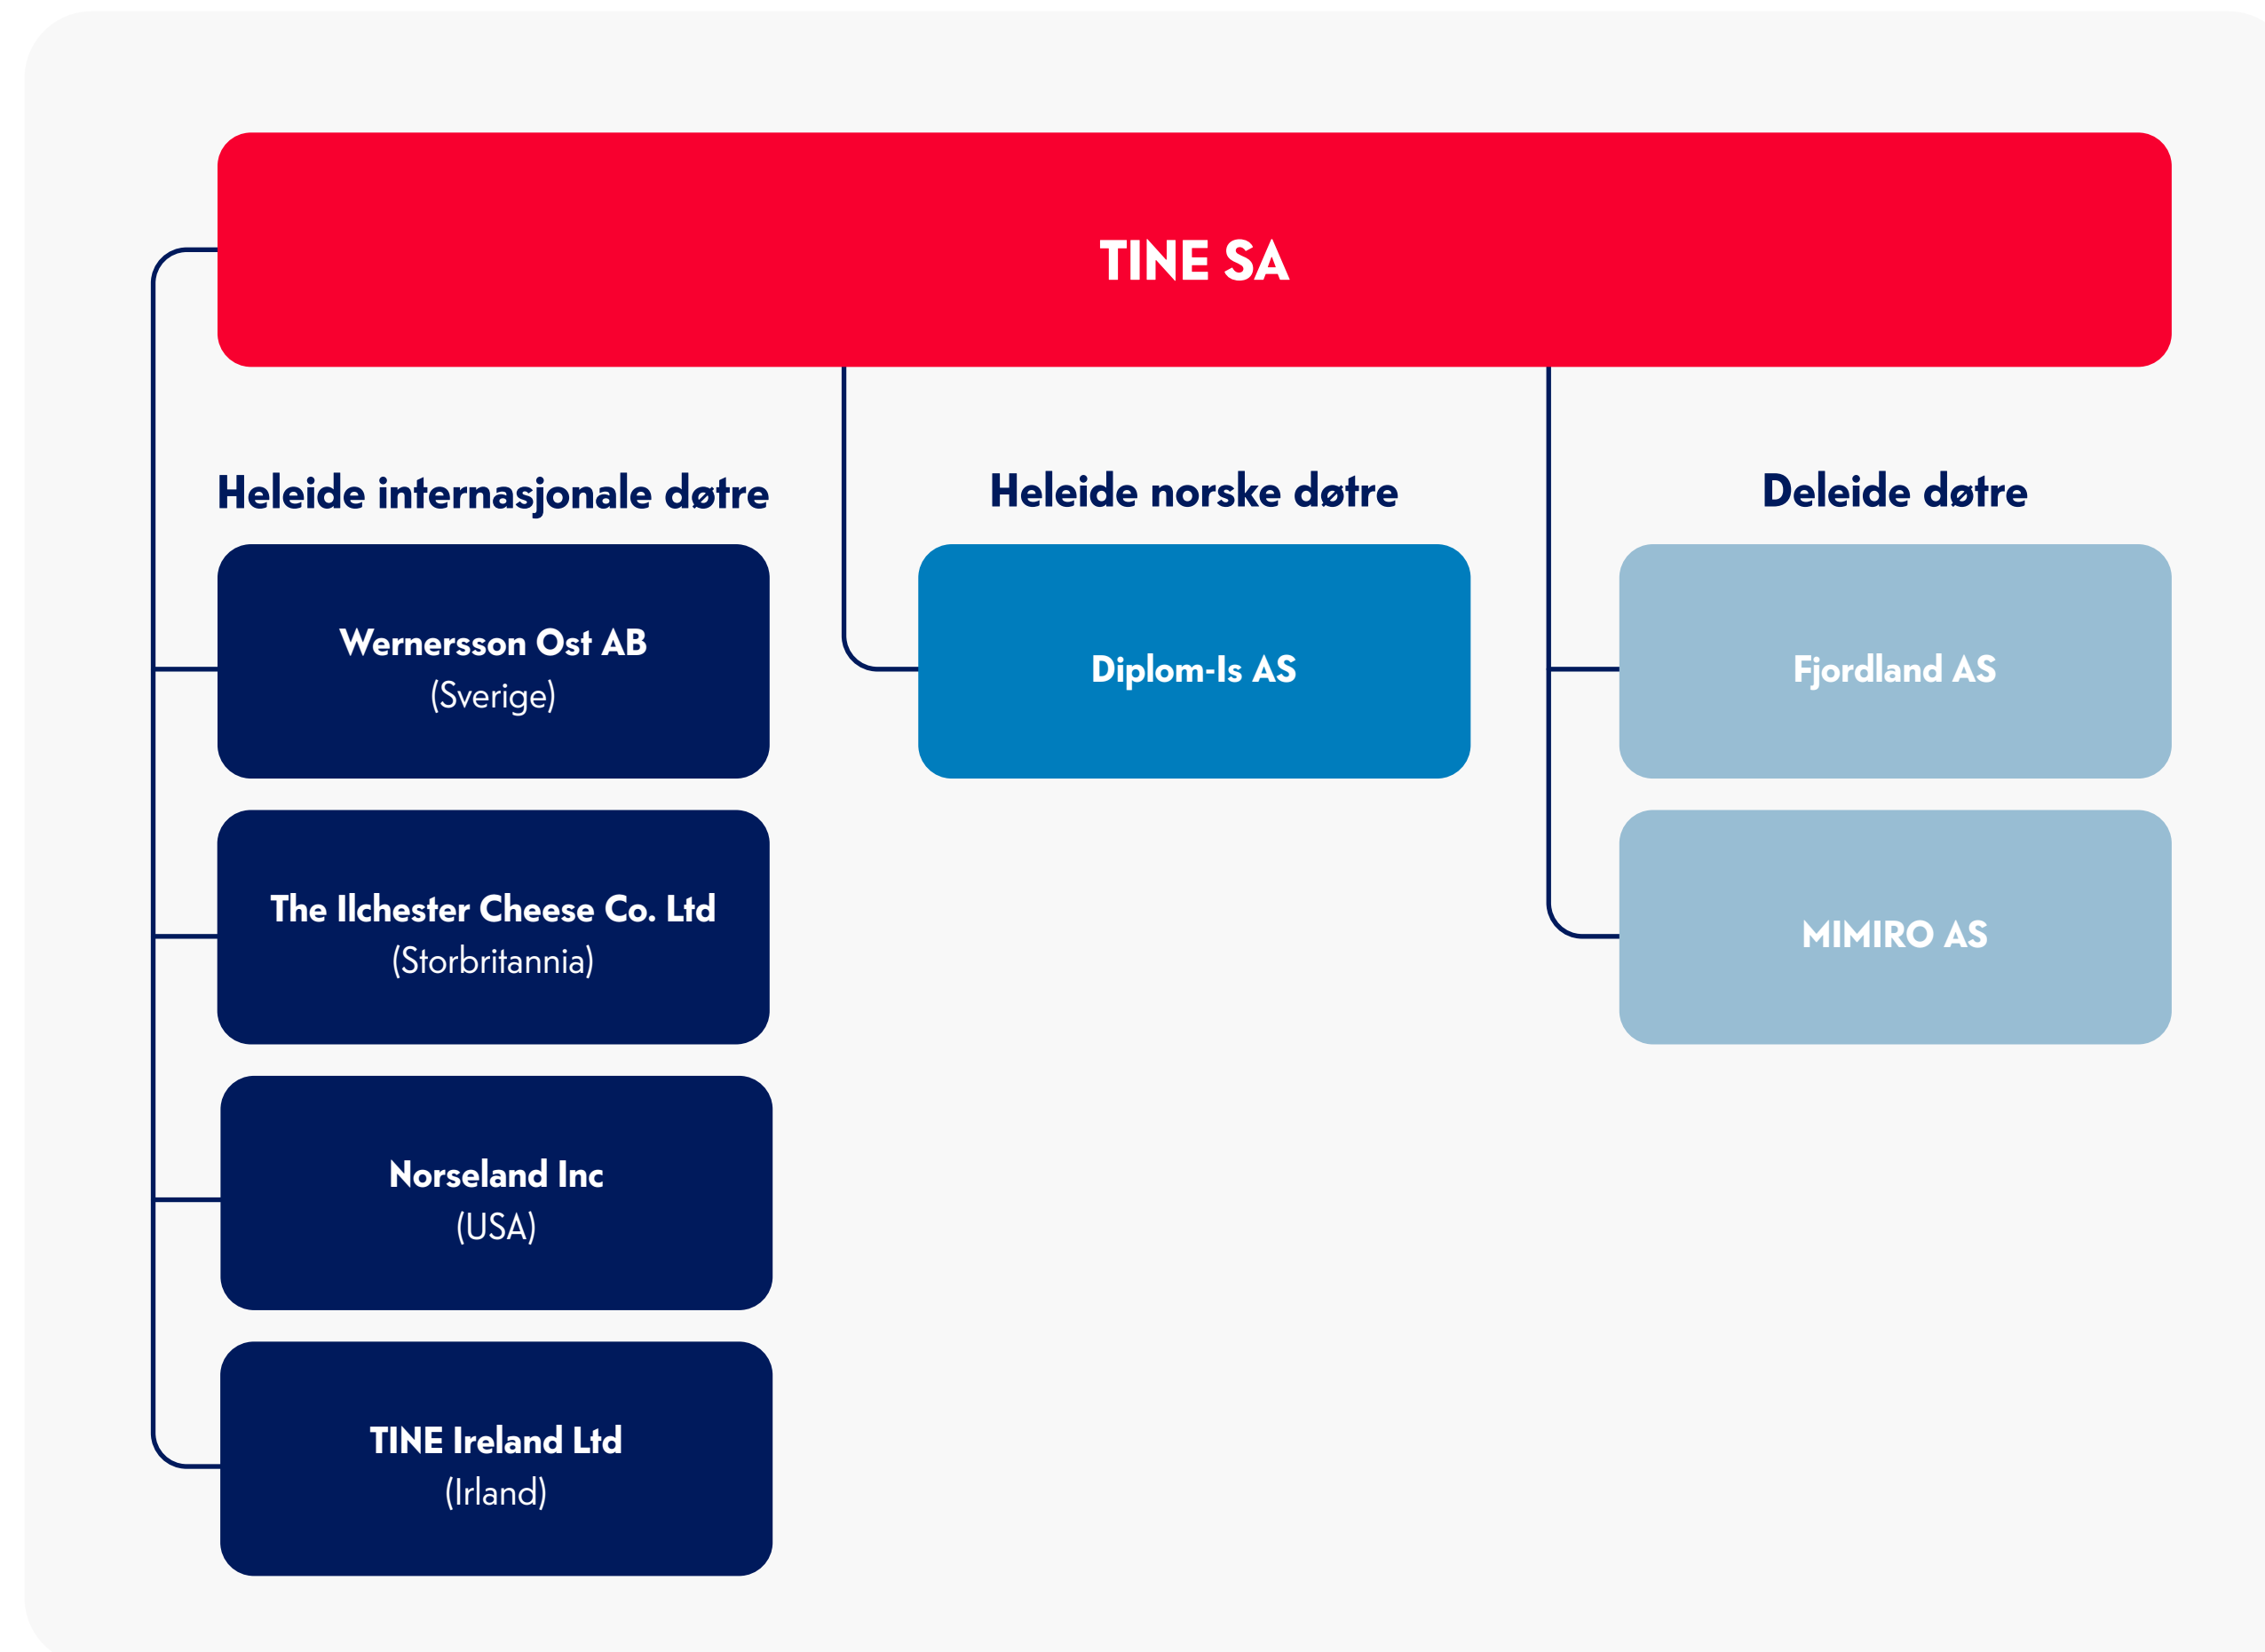 TINE SA
Heleide internasjonale døtre
Wernersson Ost AB
(Sverige)
The Ilchester Cheese Co. Ltd
(Storbritannia)
Norseland Inc
(USA)
TINE Ireland Ltd
(Irland)
Heleide norske døtre
Diplom-Is AS
Deleide døtre
Fjordland AS
MIMIRO AS